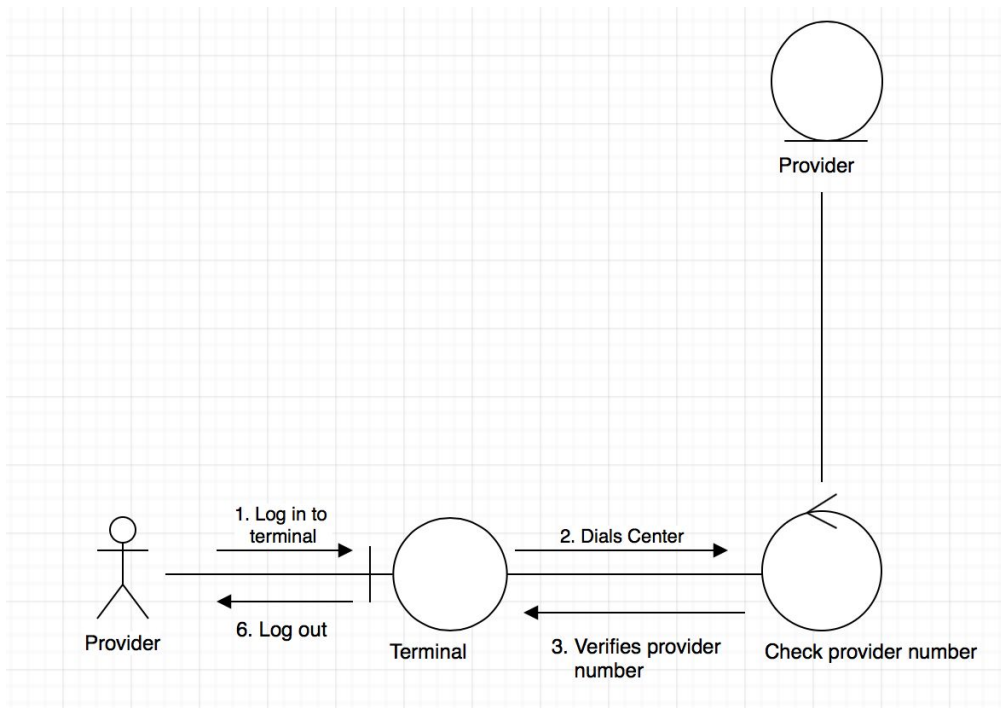 Provider
1. Log in to
terminal
2. Dials Center
6. Log out
Provider
Terminal
3. Verifies provider
number
Check provider number